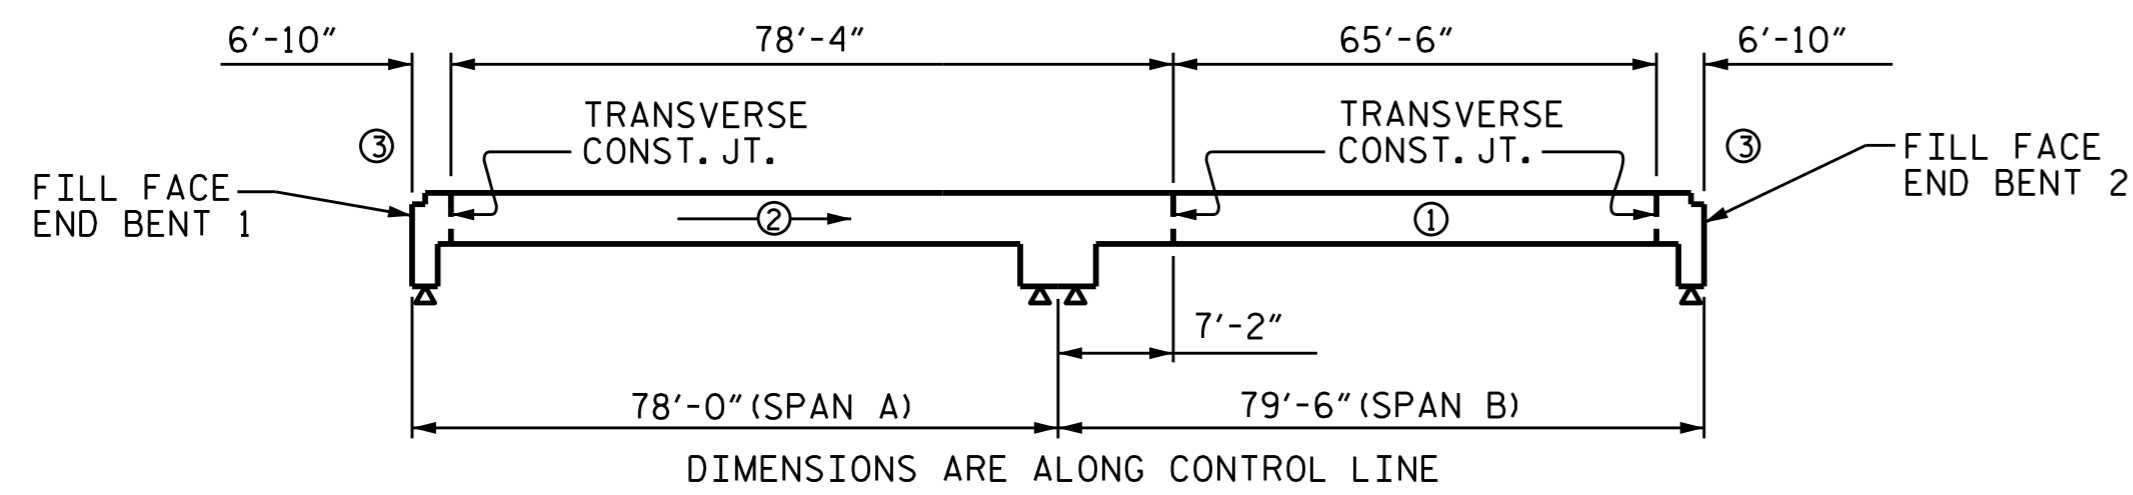 6'-10" 78'-4" 65'-6" 6'-10"
TRANSVERSE
CONST. JT.
TRANSVERSE
CONST. JT.
③ ③
FILL FACE
END BENT 1
FILL FACE
END BENT 2
② ①
7'-2"
78'-0" (SPAN A) 79'-6" (SPAN B)
DIMENSIONS ARE ALONG CONTROL LINE